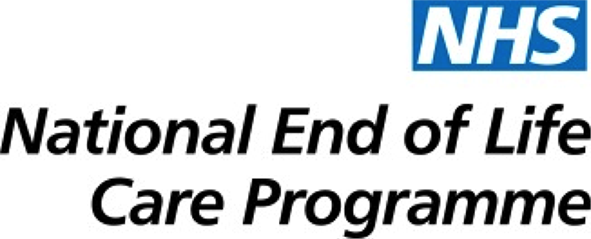 NHS
National End of Life
Care Programme